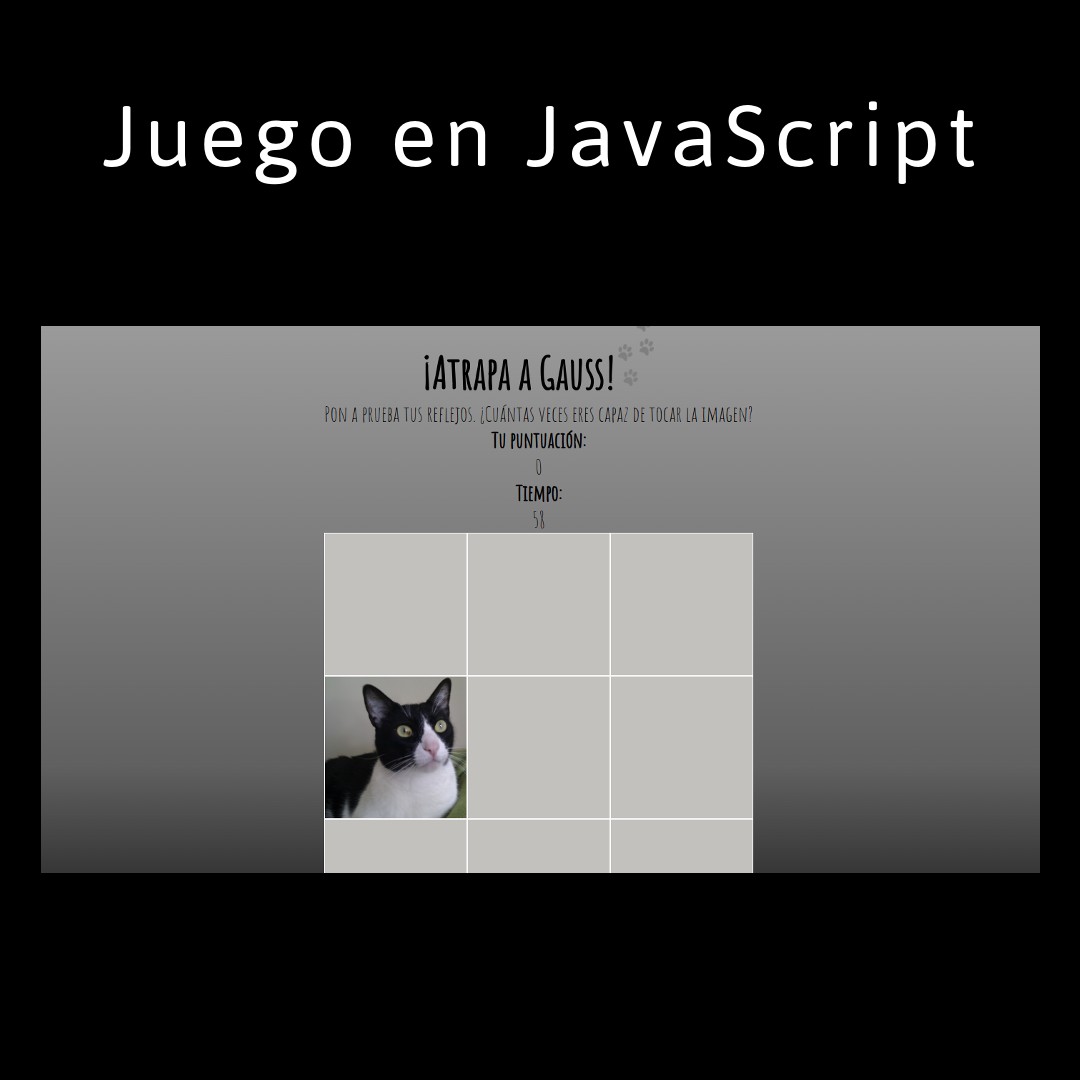 Juego en JavaScript
¡Atrapa a Gauss!
Pon a prueba tus reflejos. ¿Cuántas veces eres capaz de tocar la imagen?
Tu puntuación:
0
Tiempo:
58